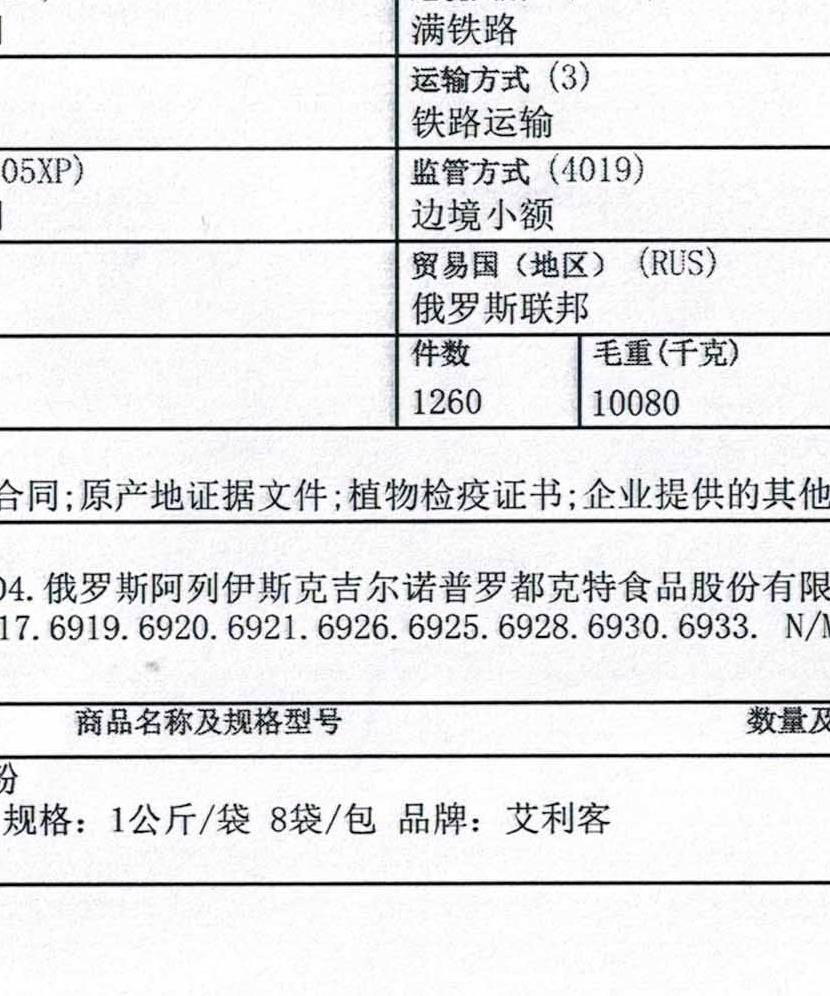 满铁路
运输方式 (3)
铁路运输
05XP)
监管方式 (4019)
边境小额
贸易国（地区） (RUS)
俄罗斯联邦
件数
毛重(千克)
1260
10080
合同;原产地证据文件;植物检疫证书;企业提供的其他
04.俄罗斯阿列伊斯克吉尔诺普罗都克特食品股份有限
17.6919.6920.6921.6926.6925.6928.6930.6933. N/M
商品名称及规格型号
数量及
粉
规格：1公斤/袋 8袋/包 品牌：艾利客